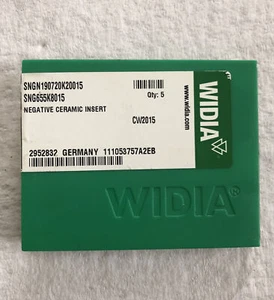 SNGN190720K20015
SNG655K8015
NEGATIVE CERAMIC INSERT
Qty: 5
CW2015
2952832 GERMANY 111053757A2EB
www.widia.com
WIDIA
WIDIA®